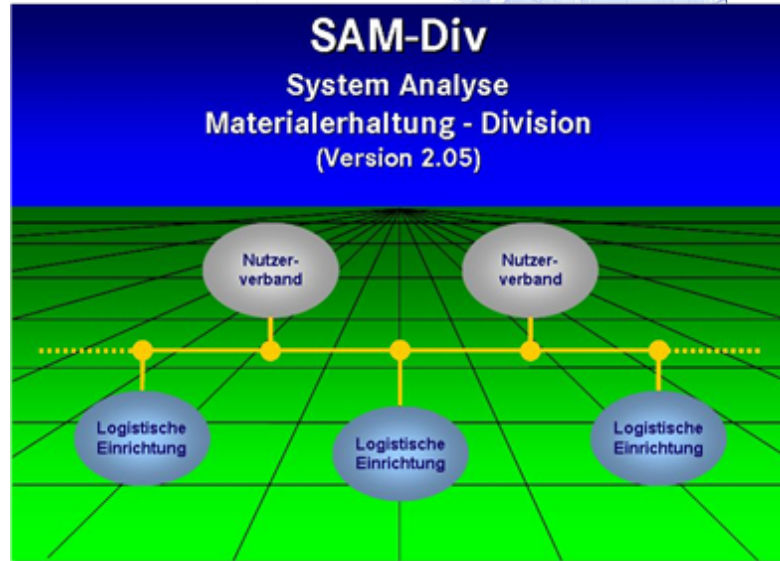 SAM-Div
System Analyse
Materialerhaltung - Division
(Version 2.05)
Nutzer-
verband
Nutzer-
verband
Logistische
Einrichtung
Logistische
Einrichtung
Logistische
Einrichtung